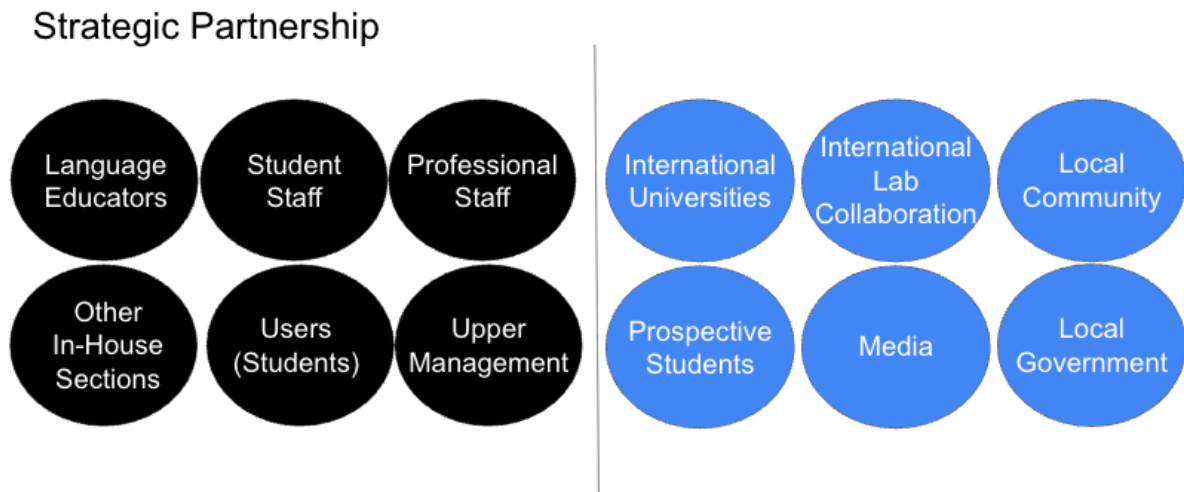 Strategic Partnership
Language
Educators
Student
Staff
Professional
Staff
International
Universities
International
Lab
Collaboration
Local
Community
Other
In-House
Sections
Users
(Students)
Upper
Management
Prospective
Students
Media
Local
Government